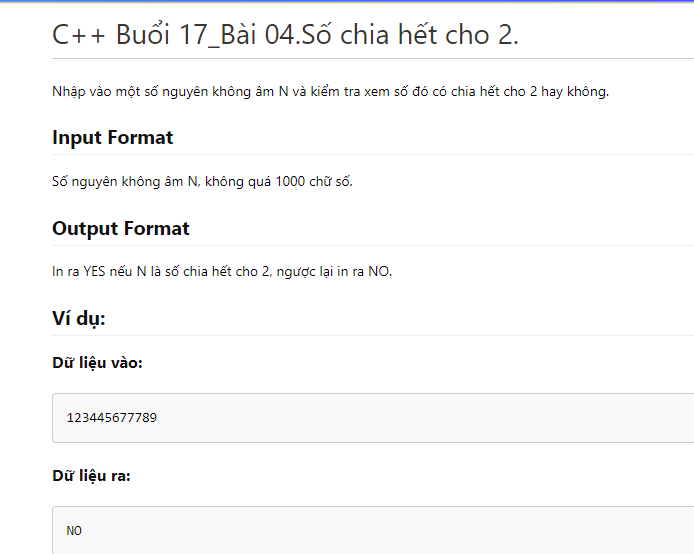 C++ Buổi 17_Bài 04.Số chia hết cho 2.
Nhập vào một số nguyên không âm N và kiểm tra xem số đó có chia hết cho 2 hay không.
Input Format
Số nguyên không âm N, không quá 1000 chữ số.
Output Format
In ra YES nếu N là số chia hết cho 2, ngược lại in ra NO.
Ví dụ:
Dữ liệu vào:
123445677789
Dữ liệu ra:
NO